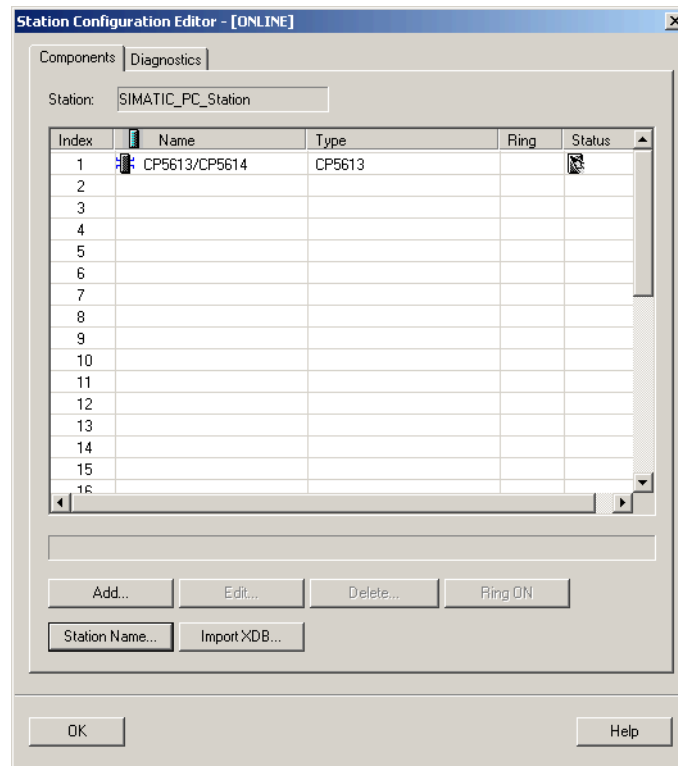 Station Configuration Editor - [ONLINE]
Components Diagnostics
Station: SIMATIC_PC_Station
Index Name Type Ring Status
1 CP5613/CP5614 CP5613
2
3
4
5
6
7
8
9
10
11
12
13
14
15
16
Add... Edit... Delete... Ring ON
Station Name... Import XDB...
OK Help